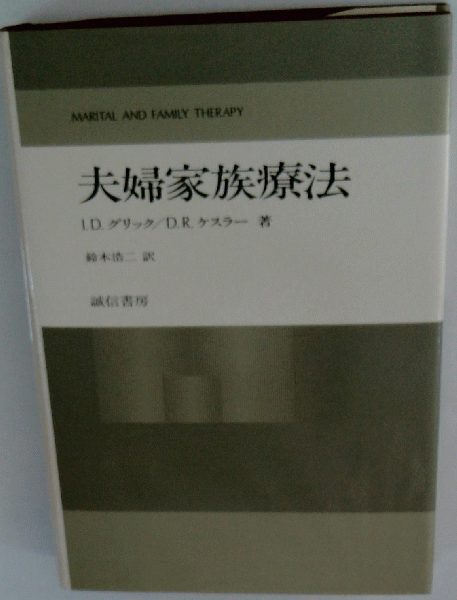 MARITAL AND FAMILY THERAPY
夫婦家族療法
I.D. グリック/D.R. ケスラー 著
鈴木浩二 訳
誠信書房